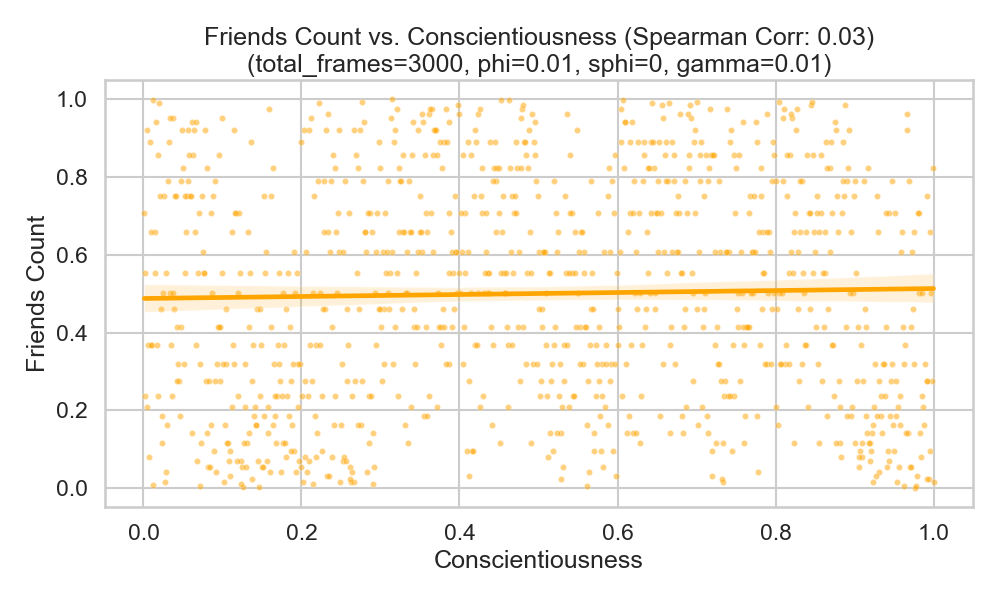 Friends Count vs. Conscientiousness (Spearman Corr: 0.03)
(total_frames=3000, phi=0.01, sphi=0, gamma=0.01)
Friends Count
1.0
0.8
0.6
0.4
0.2
0.0
0.0 0.2 0.4 0.6 0.8 1.0
Conscientiousness